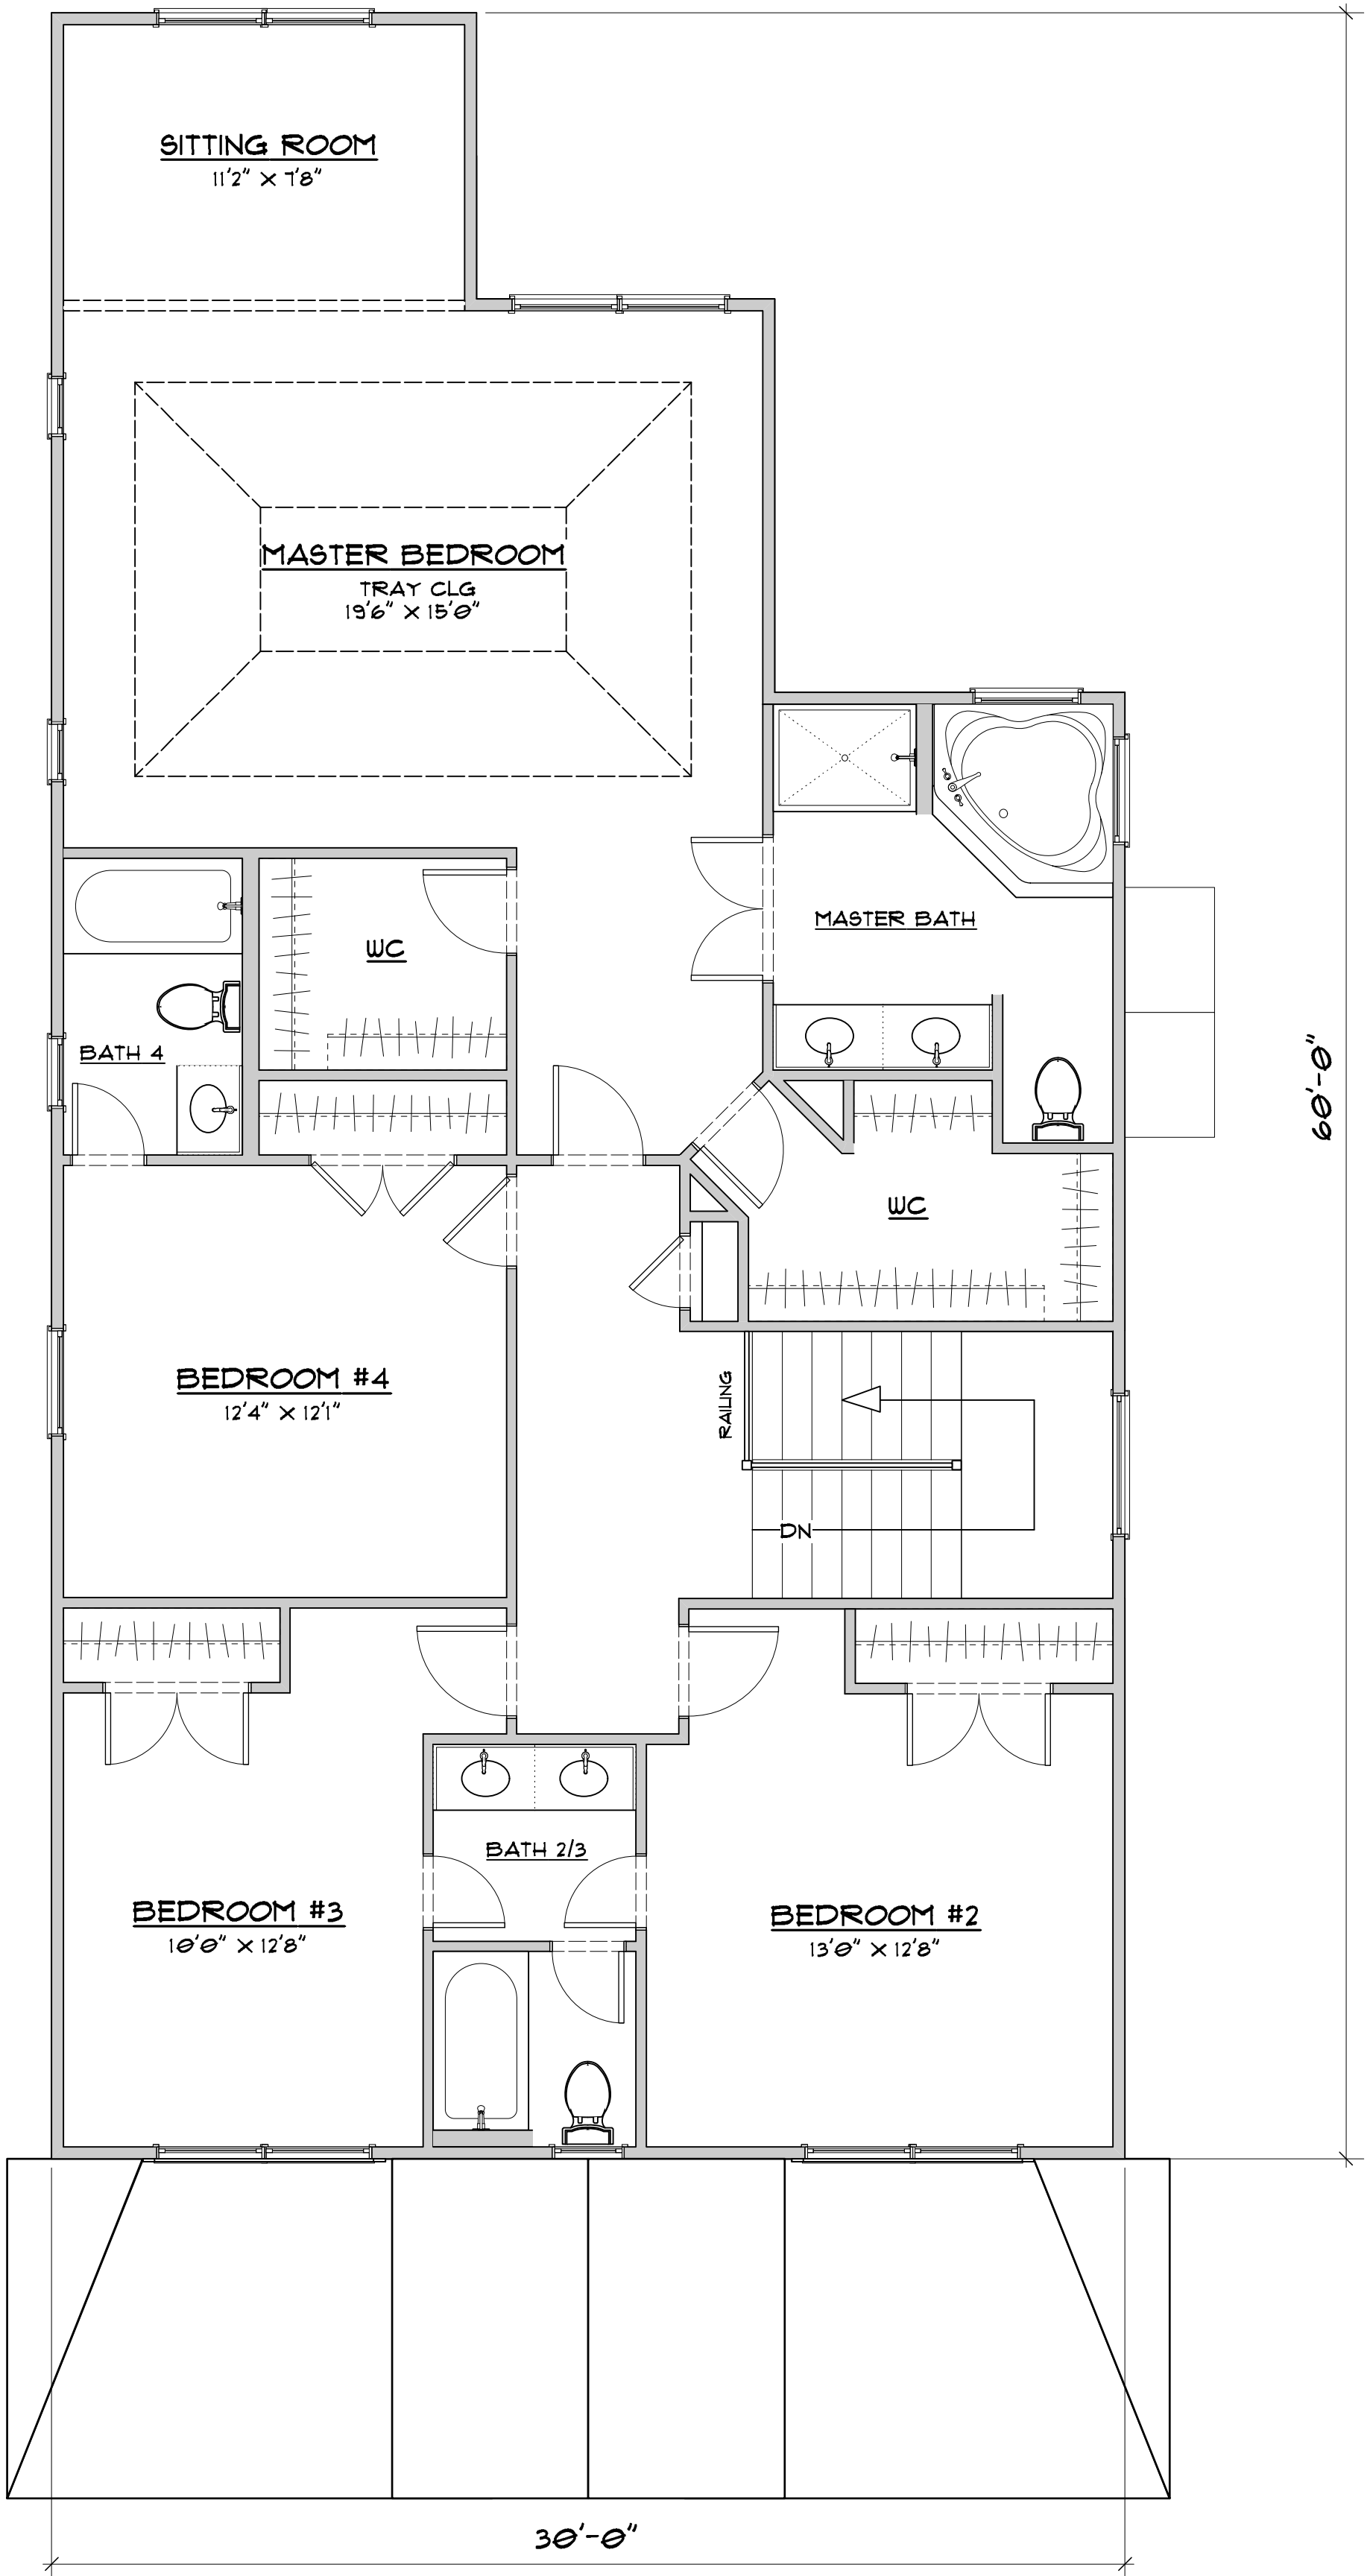 SITTING ROOM
11'2" X 7'8"
MASTER BEDROOM
TRAY CLG
19'6" X 15'0"
MASTER BATH
WC
BATH 4
60'-0"
WC
RAILING
BEDROOM #4
12'4" X 12'1"
DN
BATH 2/3
BEDROOM #3
10'0" X 12'8"
BEDROOM #2
13'0" X 12'8"
30'-0"